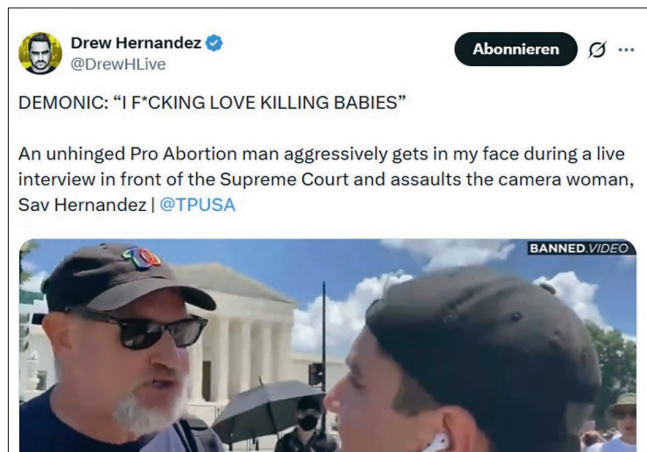 Drew Hernandez
@DrewHLive
Abonnieren
DEMONIC: “I F*CKING LOVE KILLING BABIES”
An unhinged Pro Abortion man aggressively gets in my face during a live
interview in front of the Supreme Court and assaults the camera woman,
Sav Hernandez | @TPUSA
BANNED.VIDEO